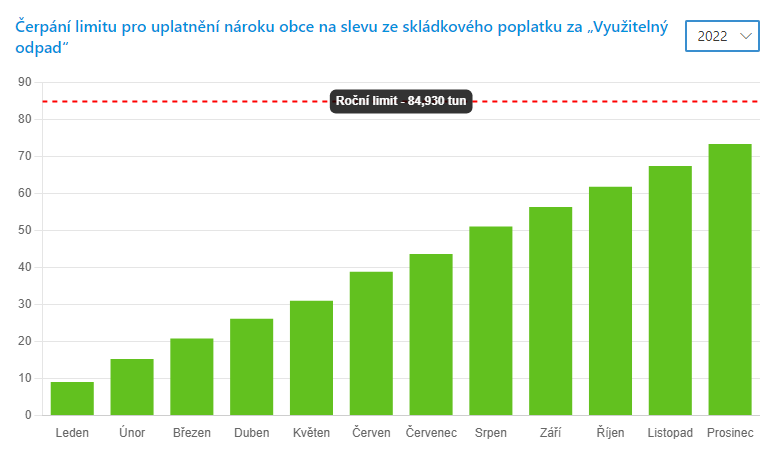 Čerpání limitu pro uplatnění nároku obce na slevu ze skládkového poplatku za „Využitelný
odpad“
2022
90
Roční limit - 84,930 tun
80
70
60
50
40
30
20
10
0
Leden Únor Březen Duben Květen Červen Červenec Srpen Září Říjen Listopad Prosinec